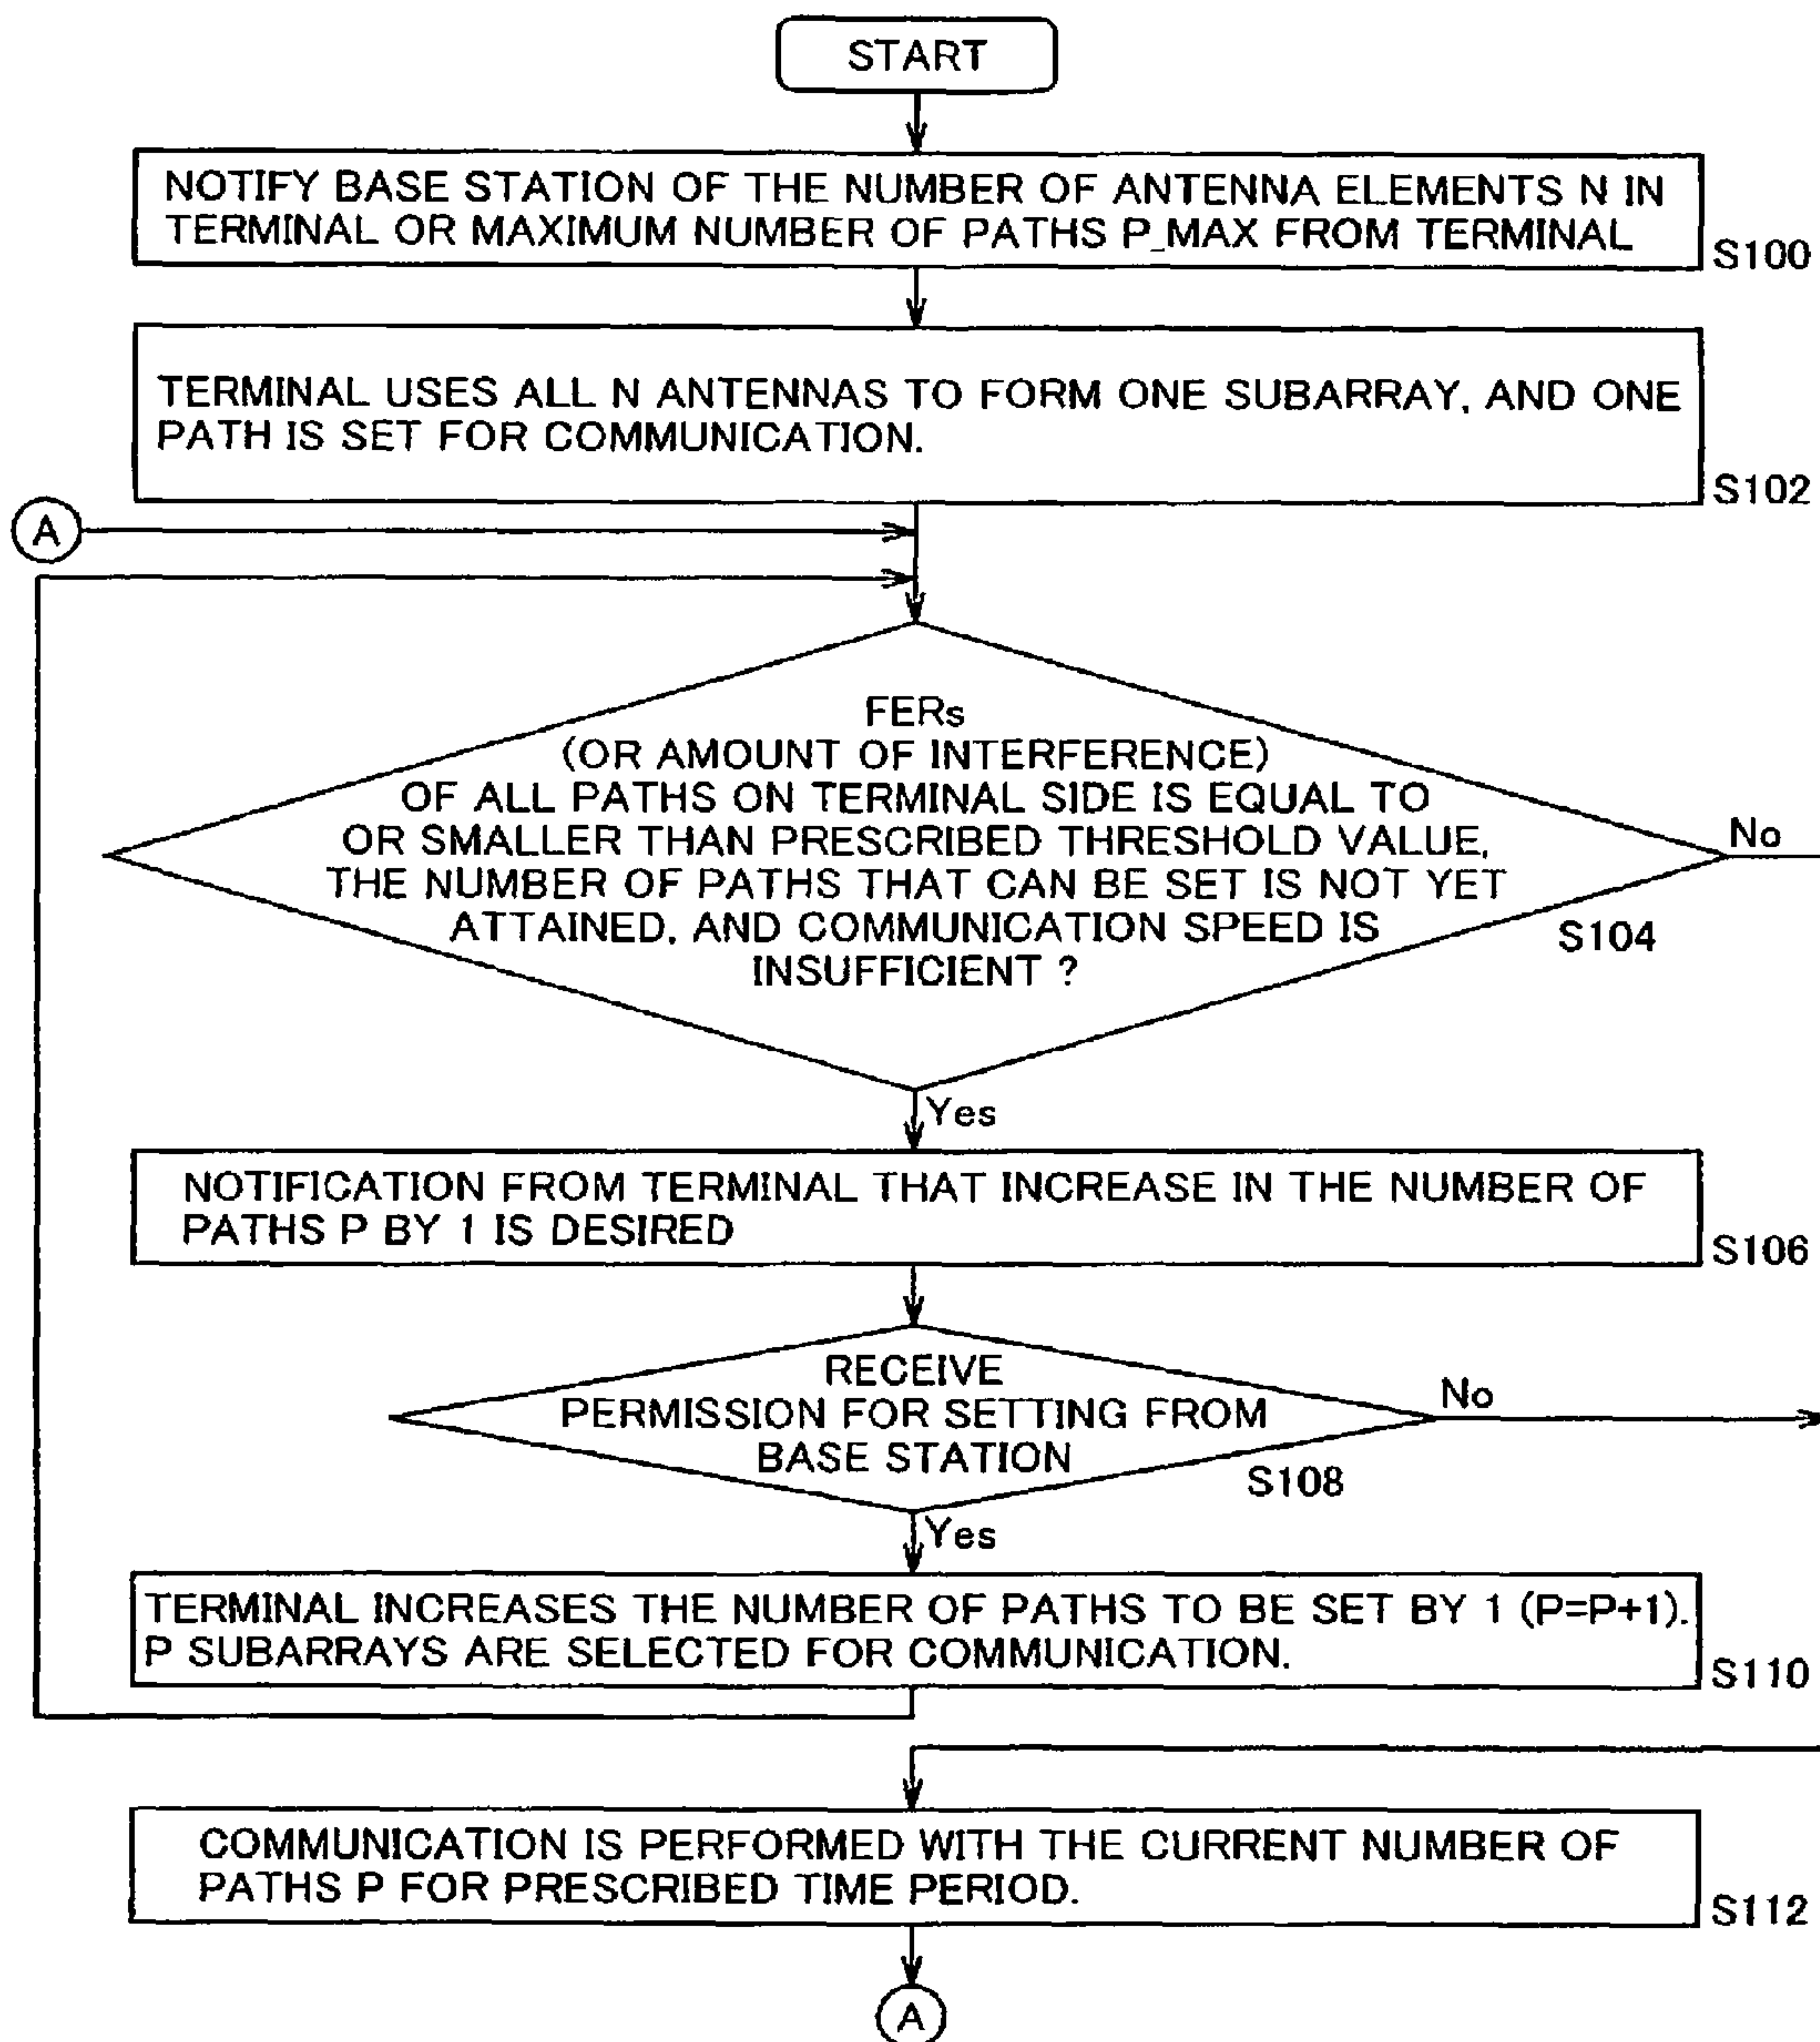 START
NOTIFY BASE STATION OF THE NUMBER OF ANTENNA ELEMENTS N IN
TERMINAL OR MAXIMUM NUMBER OF PATHS P_MAX FROM TERMINAL
S100
TERMINAL USES ALL N ANTENNAS TO FORM ONE SUBARRAY, AND ONE
PATH IS SET FOR COMMUNICATION.
S102
A
FERs
(OR AMOUNT OF INTERFERENCE)
OF ALL PATHS ON TERMINAL SIDE IS EQUAL TO
OR SMALLER THAN PRESCRIBED THRESHOLD VALUE,
THE NUMBER OF PATHS THAT CAN BE SET IS NOT YET
ATTAINED, AND COMMUNICATION SPEED IS
INSUFFICIENT ?
No
S104
Yes
NOTIFICATION FROM TERMINAL THAT INCREASE IN THE NUMBER OF
PATHS P BY 1 IS DESIRED
S106
RECEIVE
PERMISSION FOR SETTING FROM
BASE STATION
No
S108
Yes
TERMINAL INCREASES THE NUMBER OF PATHS TO BE SET BY 1 (P=P+1).
P SUBARRAYS ARE SELECTED FOR COMMUNICATION.
S110
COMMUNICATION IS PERFORMED WITH THE CURRENT NUMBER OF
PATHS P FOR PRESCRIBED TIME PERIOD.
S112
A